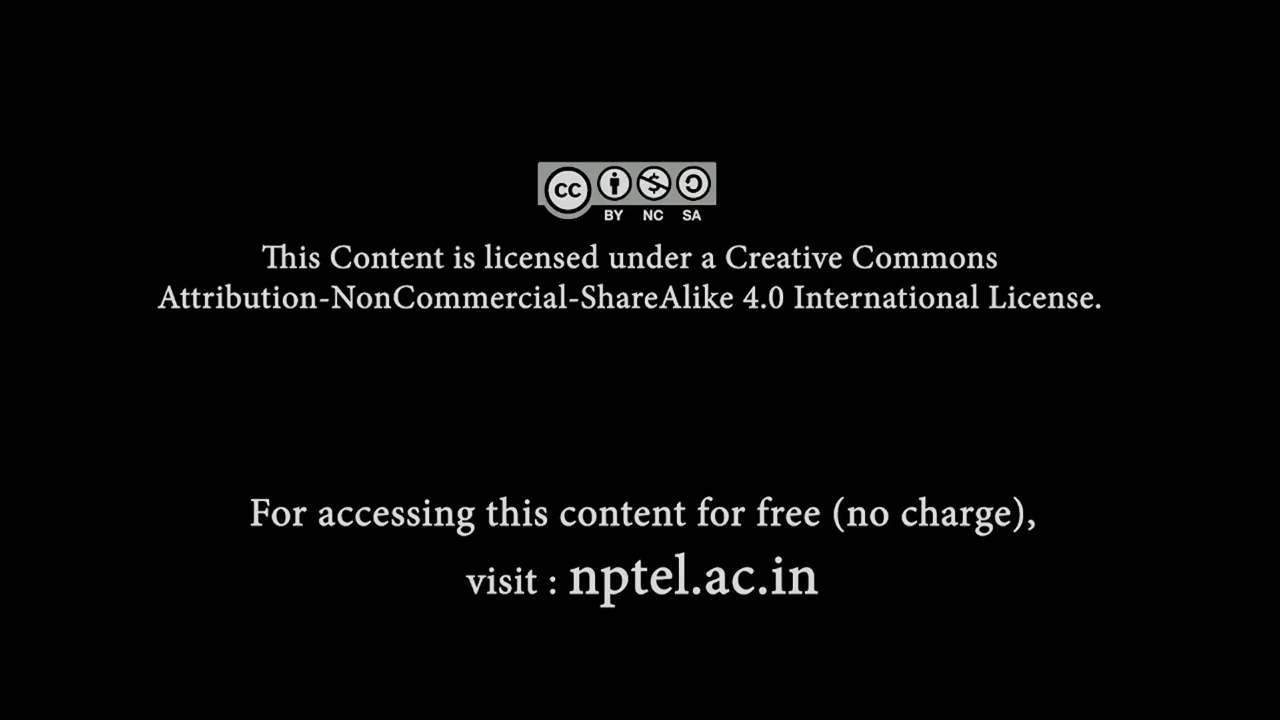 CC BY NC SA
This Content is licensed under a Creative Commons
Attribution-NonCommercial-ShareAlike 4.0 International License.
For accessing this content for free (no charge),
visit : nptel.ac.in